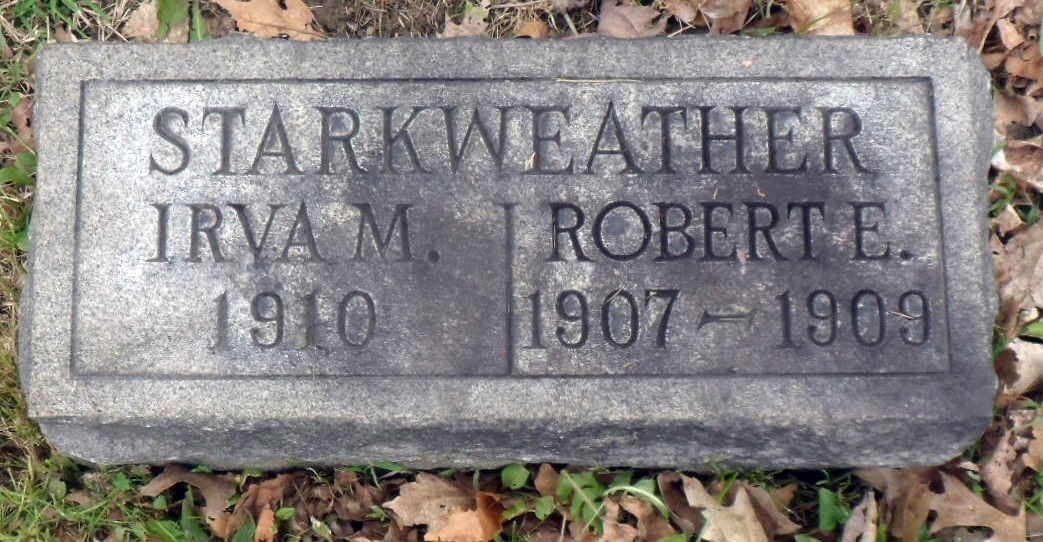 STARKWEATHER
IRVA M. ROBERT E.
1910 1907 - 1909